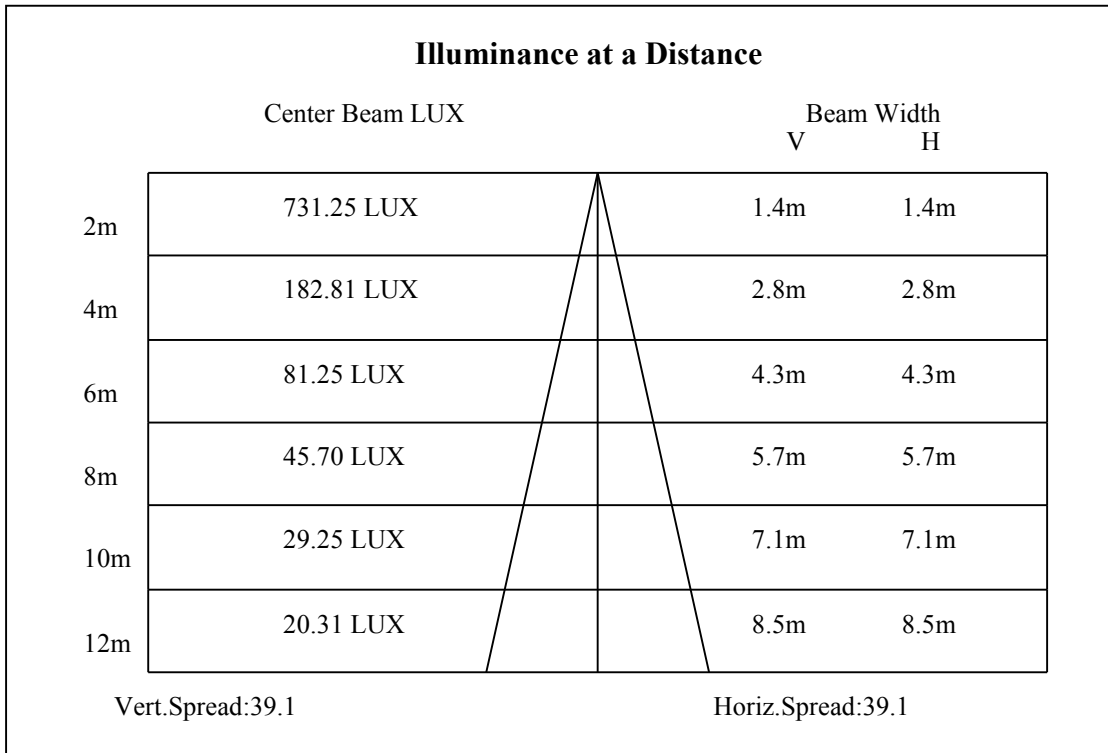 Illuminance at a Distance
Center Beam LUX Beam Width
V H
2m 731.25 LUX 1.4m 1.4m
4m 182.81 LUX 2.8m 2.8m
6m 81.25 LUX 4.3m 4.3m
8m 45.70 LUX 5.7m 5.7m
10m 29.25 LUX 7.1m 7.1m
12m 20.31 LUX 8.5m 8.5m
Vert.Spread:39.1 Horiz.Spread:39.1